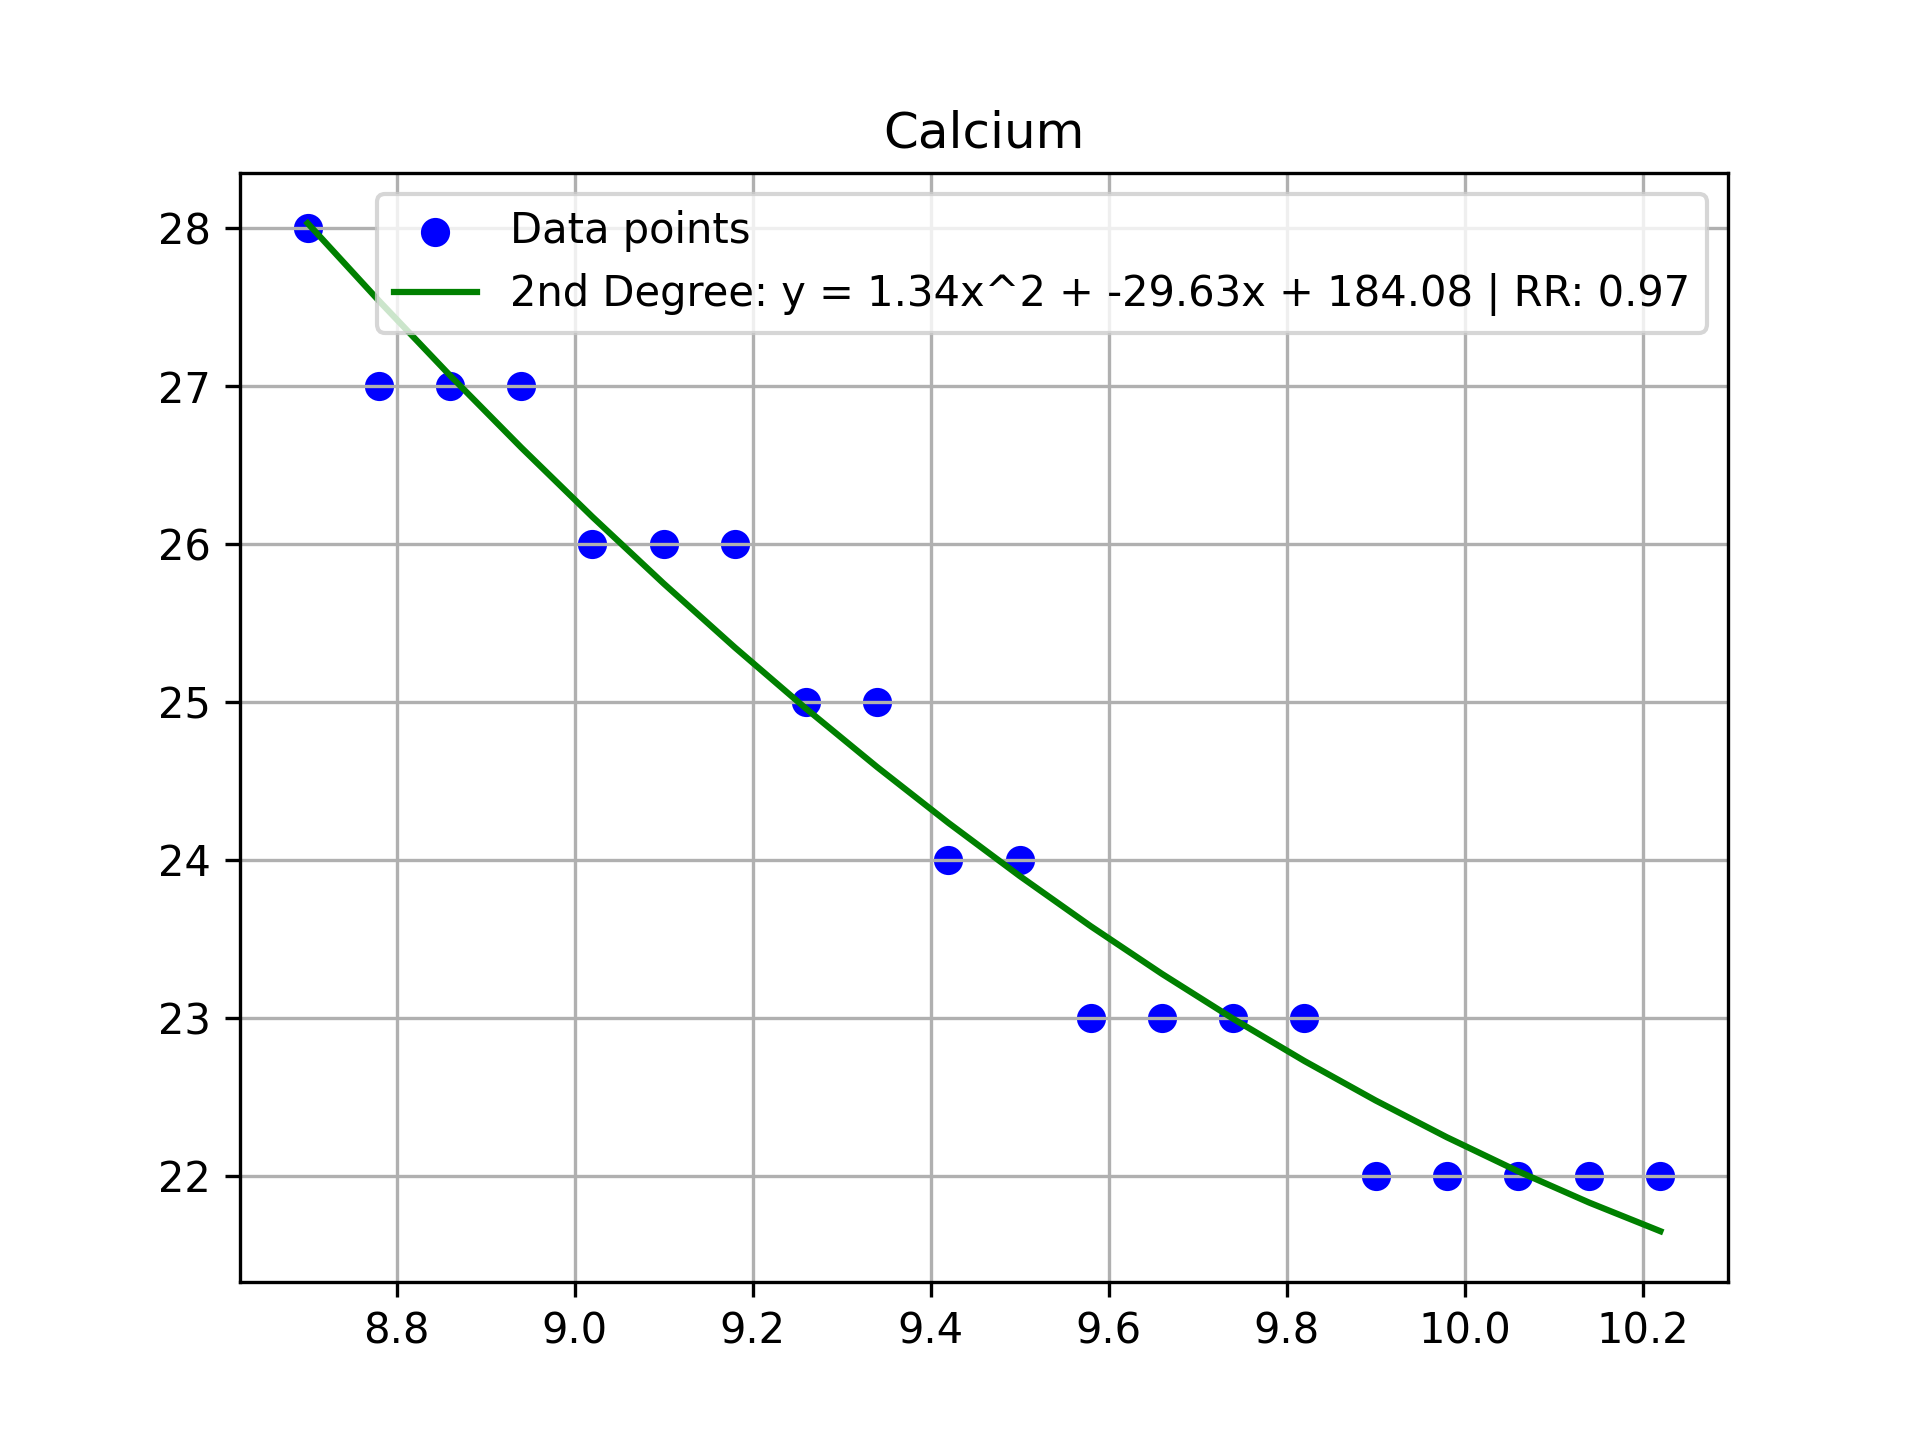 Calcium
Data points
2nd Degree: y = 1.34x^2 + -29.63x + 184.08 | RR: 0.97
28
27
26
25
24
23
22
8.8 9.0 9.2 9.4 9.6 9.8 10.0 10.2